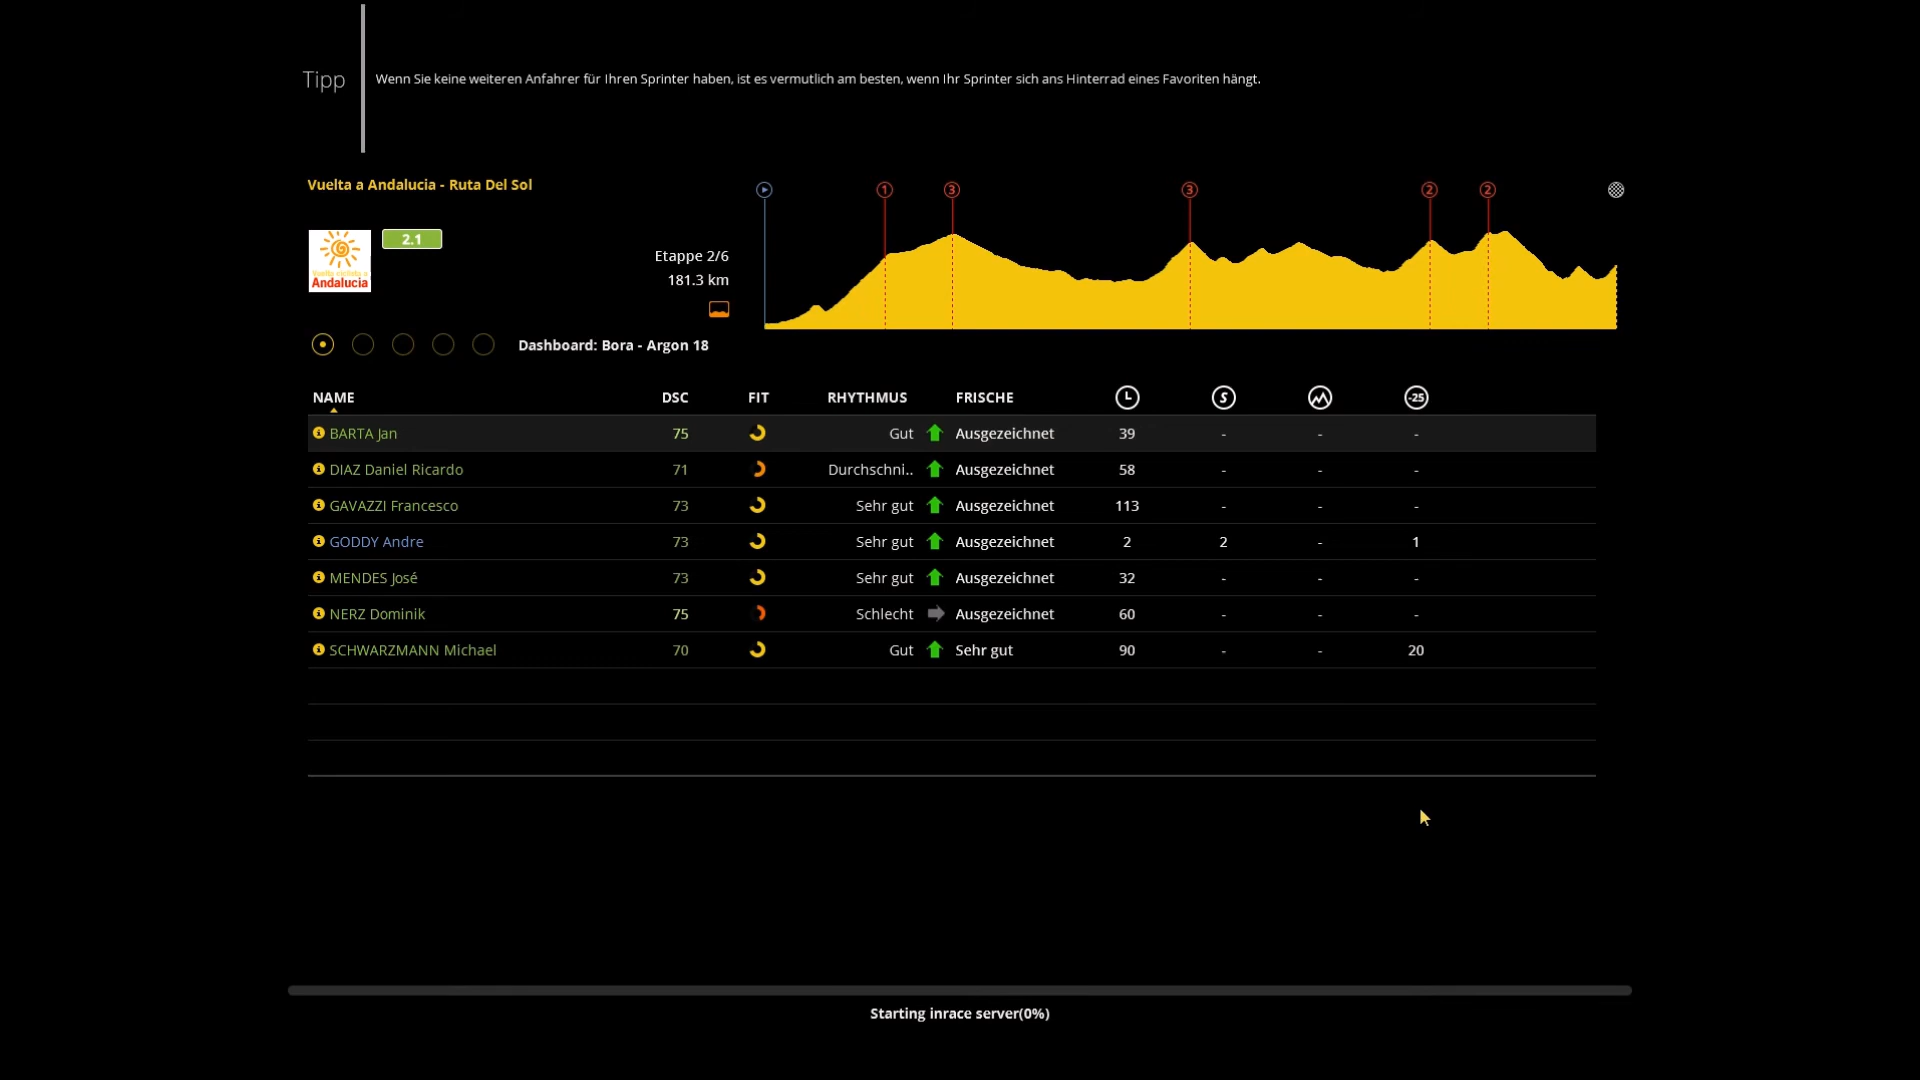 Tipp
Wenn Sie keine weiteren Anfahrer für Ihren Sprinter haben, ist es vermutlich am besten, wenn Ihr Sprinter sich ans Hinterrad eines Favoriten hängt.
Vuelta a Andalucia - Ruta Del Sol
1 3 3 2 2
2.1
Vuelta ciclista a
Andalucia
Etappe 2/6
181.3 km
Dashboard: Bora - Argon 18
NAME DSC FIT RHYTHMUS FRISCHE S -25
BARTA Jan 75 Gut Ausgezeichnet 39 - - -
DIAZ Daniel Ricardo 71 Durchschni.. Ausgezeichnet 58 - - -
GAVAZZI Francesco 73 Sehr gut Ausgezeichnet 113 - - -
GODDY Andre 73 Sehr gut Ausgezeichnet 2 2 - 1
MENDES José 73 Sehr gut Ausgezeichnet 32 - - -
NERZ Dominik 75 Schlecht Ausgezeichnet 60 - - -
SCHWARZMANN Michael 70 Gut Sehr gut 90 - - 20
Starting inrace server(0%)